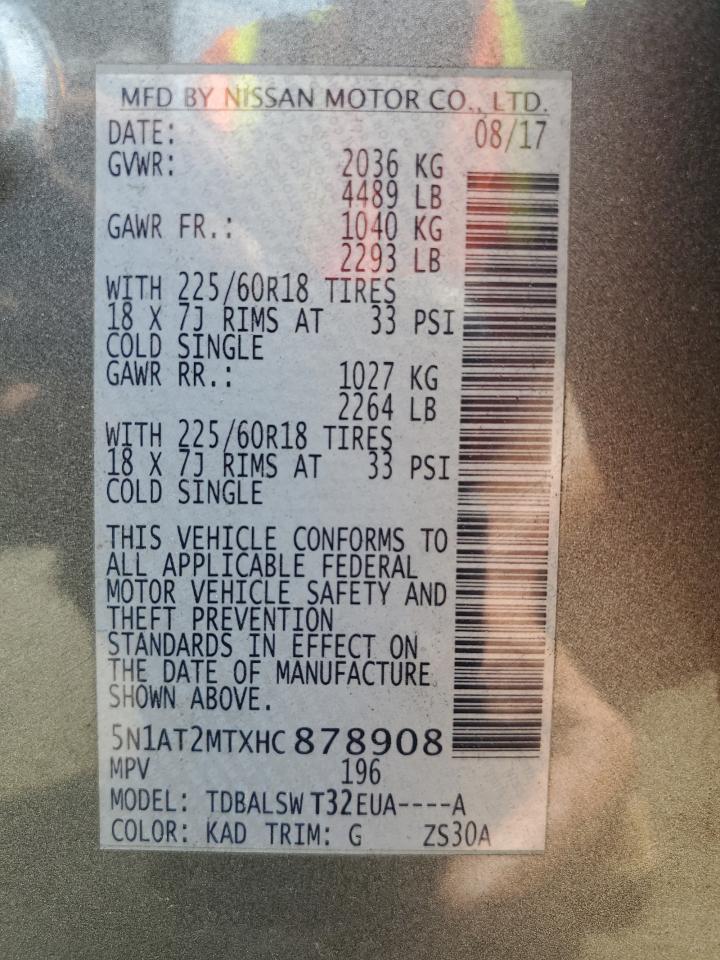 MFD BY NISSAN MOTOR CO., LTD.
DATE: 08/17
GVWR: 2036 KG
4489 LB
GAWR FR.: 1040 KG
2293 LB
WITH 225/60R18 TIRES
18 X 7J RIMS AT 33 PSI
COLD SINGLE
GAWR RR.: 1027 KG
2264 LB
WITH 225/60R18 TIRES
18 X 7J RIMS AT 33 PSI
COLD SINGLE
THIS VEHICLE CONFORMS TO
ALL APPLICABLE FEDERAL
MOTOR VEHICLE SAFETY AND
THEFT PREVENTION
STANDARDS IN EFFECT ON
THE DATE OF MANUFACTURE
SHOWN ABOVE.
5N1AT2MTXHC878908
MPV 196
MODEL: TDBALSW T32EUA----A
COLOR: KAD TRIM: G ZS30A